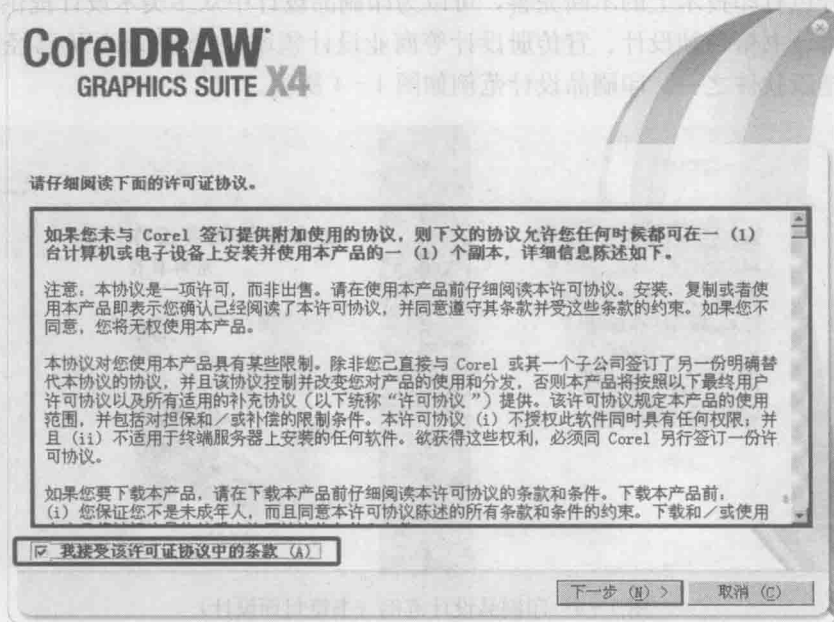 CorelDRAW
GRAPHICS SUITE X4
请仔细阅读下面的许可证协议。
如果您未与 Corel 签订提供附加使用的协议，则下文的协议允许您任何时候都可在一 (1)
台计算机或电子设备上安装并使用本产品的一 (1) 个副本，详细信息陈述如下。
注意：本协议是一项许可，而非出售。请在使用本产品前仔细阅读本许可协议。安装、复制或者使
用本产品即表示您确认已经阅读了本许可协议，并同意遵守其条款并受这些条款的约束。如果您不
同意，您将无权使用本产品。
本协议对您使用本产品具有某些限制。除非您已直接与 Corel 或其一个子公司签订了另一份明确替
代本协议的协议，并且该协议控制并改变您对产品的使用和分发，否则本产品将按照以下最终用户
许可协议以及所有适用的补充协议（以下统称“许可协议”）提供。该许可协议规定本产品的使用
范围，并包括对担保和／或补偿的限制条件。本许可协议 (i) 不授权此软件同时具有任何权限；并
且 (ii) 不适用于终端服务器上安装的任何软件。欲获得这些权利，必须同 Corel 另行签订一份许
可协议。
如果您要下载本产品，请在下载本产品前仔细阅读本许可协议的条款和条件。下载本产品前：
(i) 您保证您不是未成年人，而且同意本许可协议陈述的所有条款和条件的约束。下载和／或使用
我接受该许可证协议中的条款 (A)
下一步 (N) >
取消 (C)